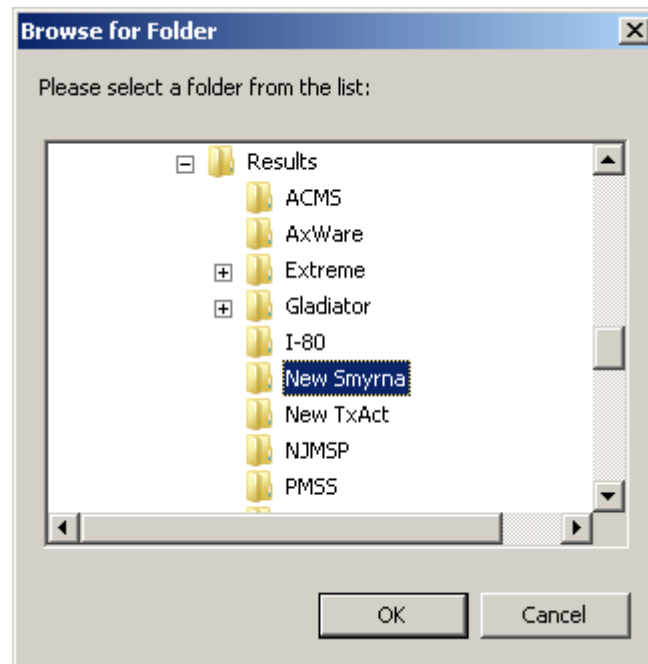 Browse for Folder
Please select a folder from the list:
Results
ACMS
AxWare
Extreme
Gladiator
I-80
New Smyrna
New TxAct
NJMSP
PMSS
OK Cancel